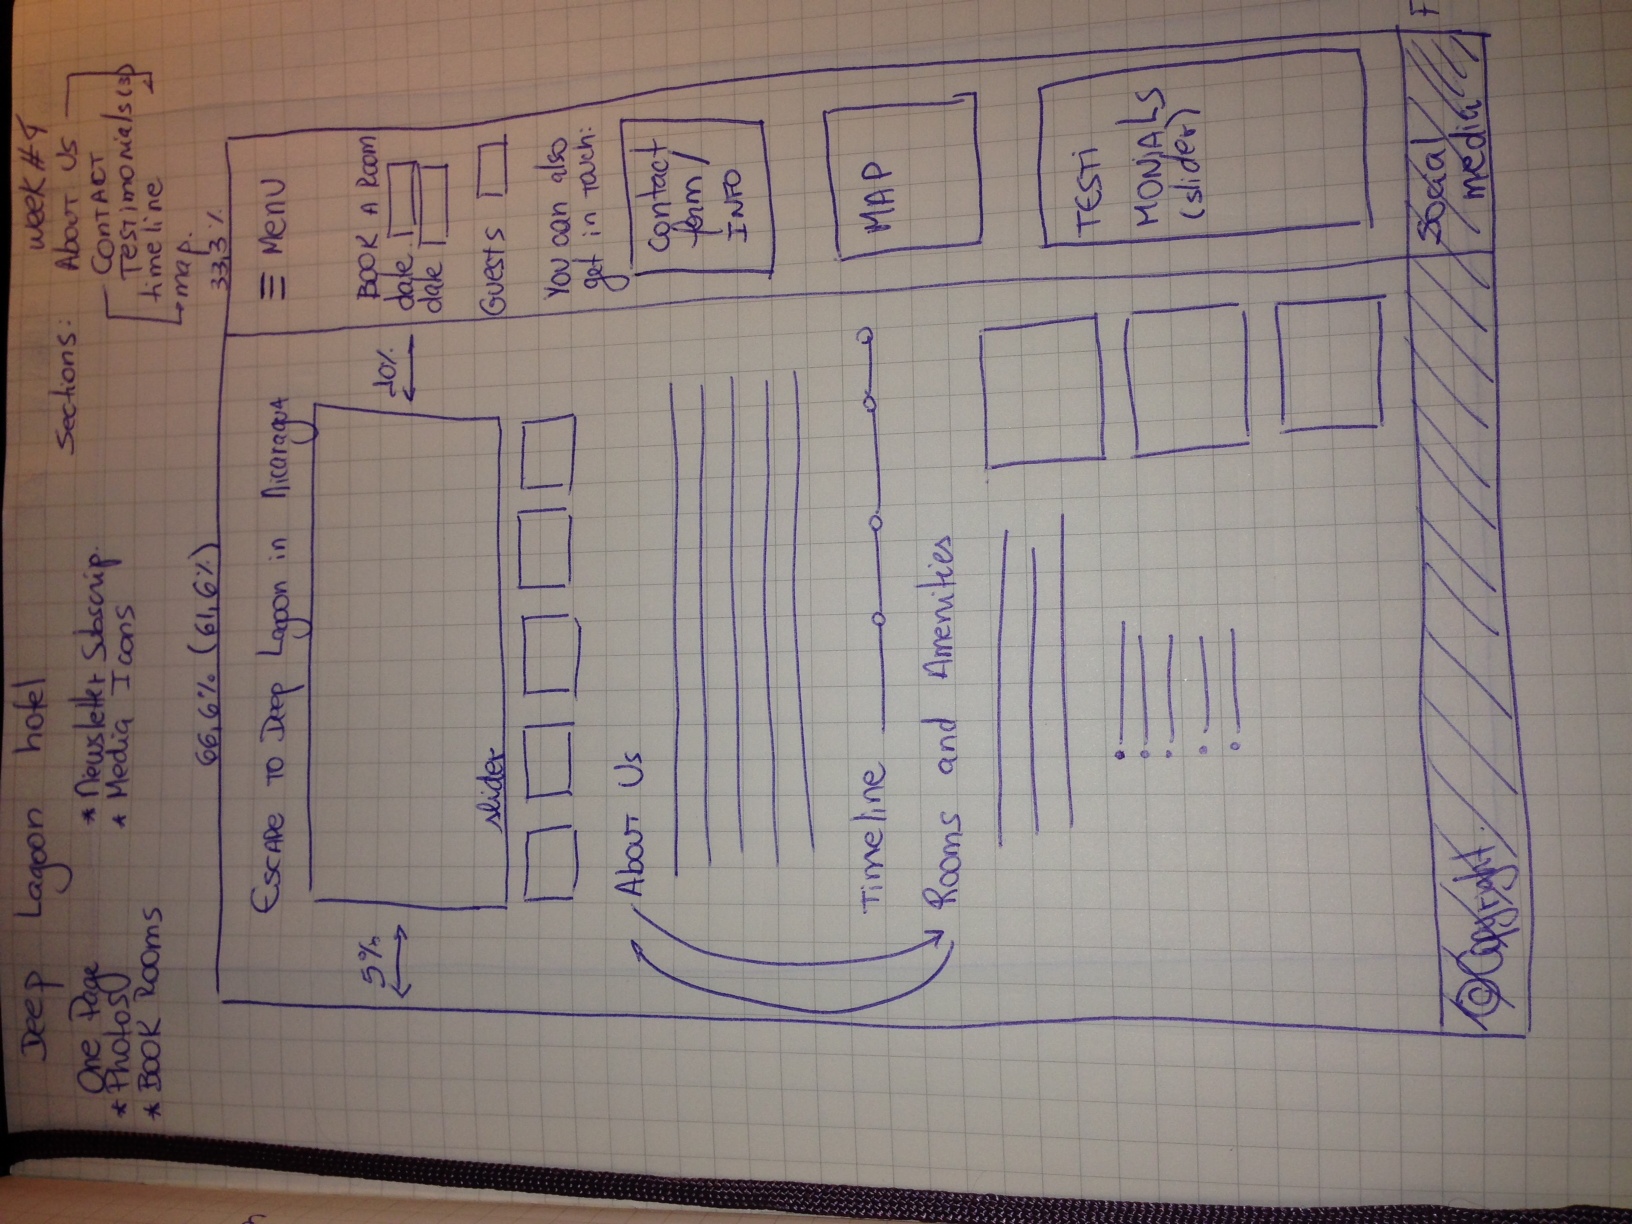 Deep Lagoon hotel
One Page
* Photos
* BOOK Rooms
* Newsletter Subscrip.
* Media Icons
week #
Sections: About Us
CONTACT
Testimonials (3)
timeline
map.
66,6% (61,6%)
33,3%
Escape to Deep Lagoon in Nicaragua
5%
10%
slider
Menu
BOOK A Room
date
date
Guests
You can also
get in touch:
Contact
form /
INFO
About Us
Timeline
MAP
Rooms and Amenities
TESTi
MONiALS
(slider)
© Copyright.
Social
media
F